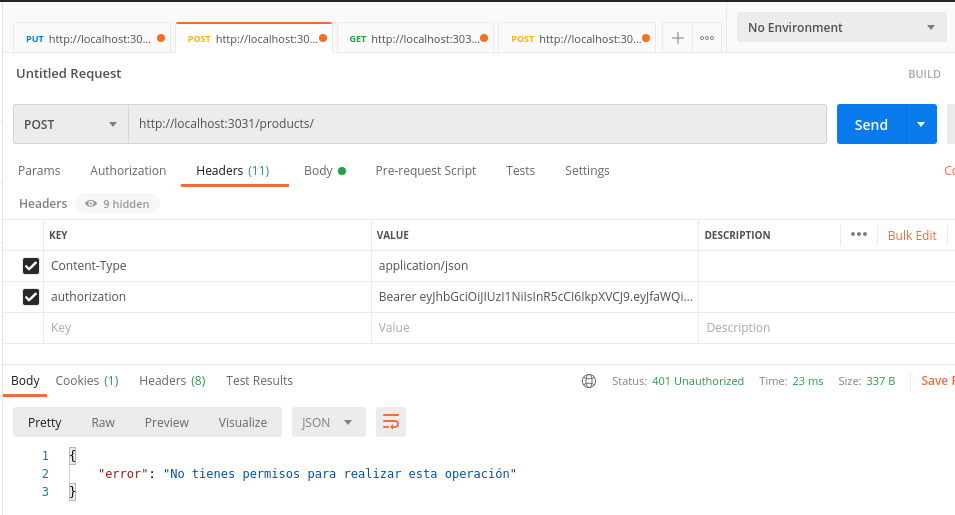 PUT http://localhost:30... POST http://localhost:30... GET http://localhost:303... POST http://localhost:30... No Environment
Untitled Request BUILD
POST http://localhost:3031/products/ Send
Params Authorization Headers (11) Body Pre-request Script Tests Settings Co
Headers 9 hidden
KEY VALUE DESCRIPTION Bulk Edit
Content-Type application/json
authorization Bearer eyJhbGciOiJIUzI1NiIsInR5cCI6IkpXVCJ9.eyJfaWQi...
Key Value Description
Body Cookies (1) Headers (8) Test Results Status: 401 Unauthorized Time: 23 ms Size: 337 B Save R
Pretty Raw Preview Visualize JSON
1 {
2 "error": "No tienes permisos para realizar esta operación"
3 }